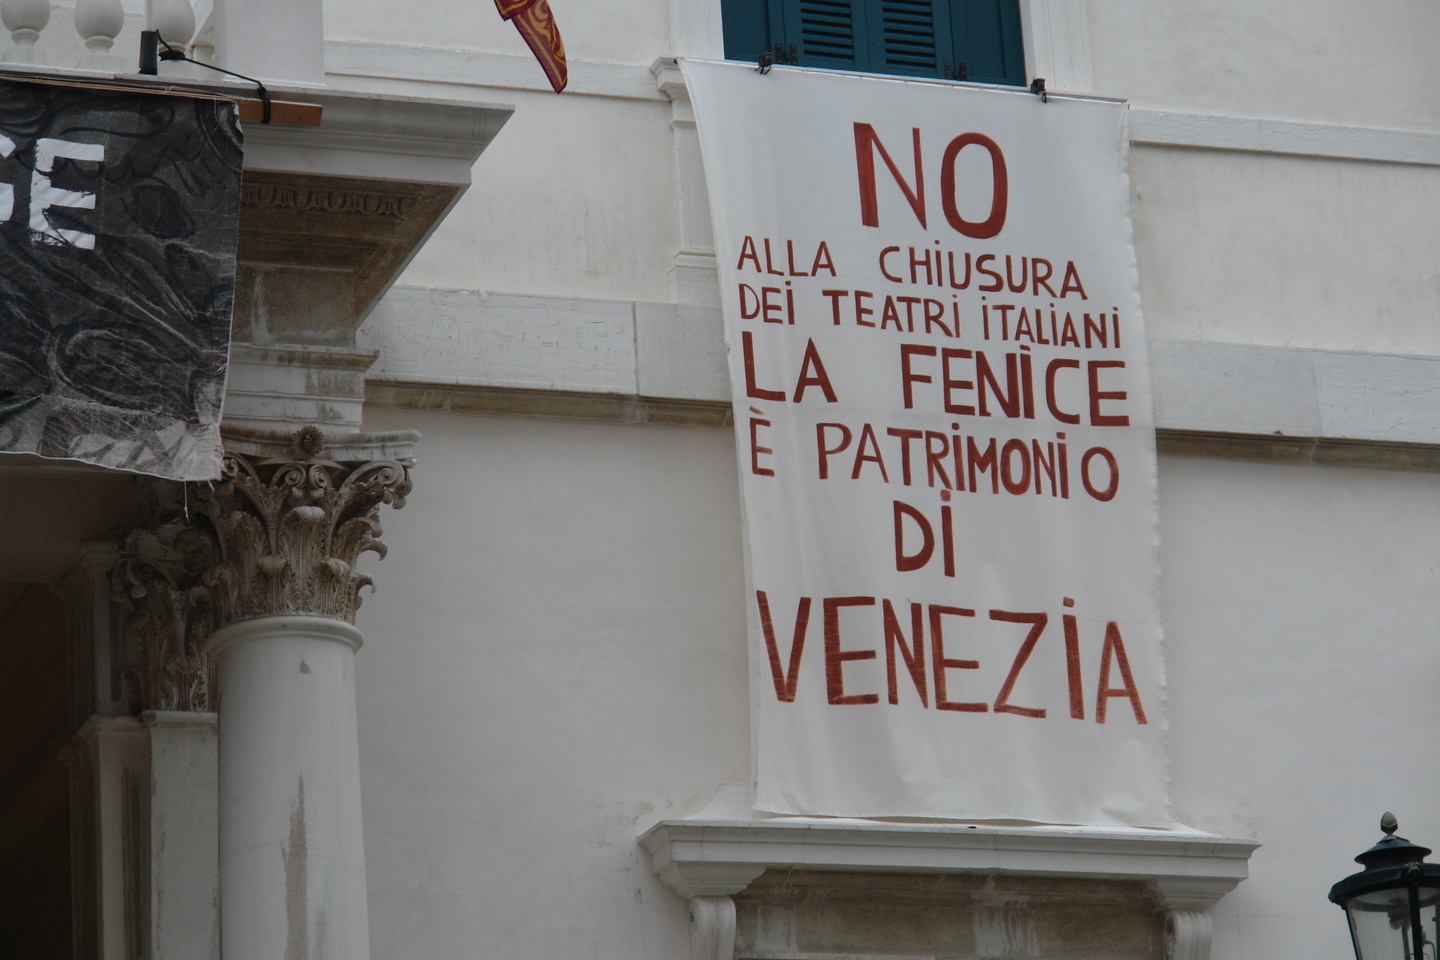 NO
ALLA CHIUSURA
DEI TEATRI ITALIANI
LA FENICE
È PATRIMONIO
DI
VENEZIA